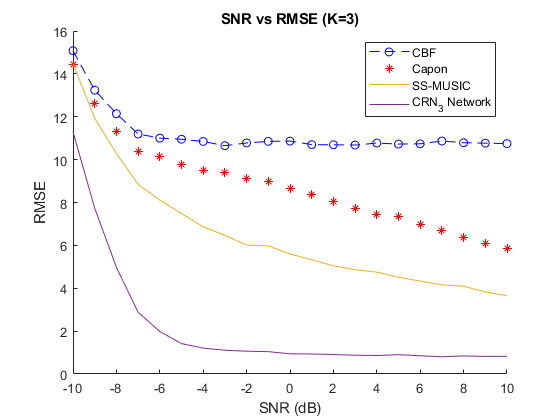 SNR vs RMSE (K=3)
16
14
12
10
8
6
4
2
0
RMSE
-10
-8
-6
-4
-2
0
2
4
6
8
10
SNR (dB)
CBF
Capon
SS-MUSIC
CRN₃ Network